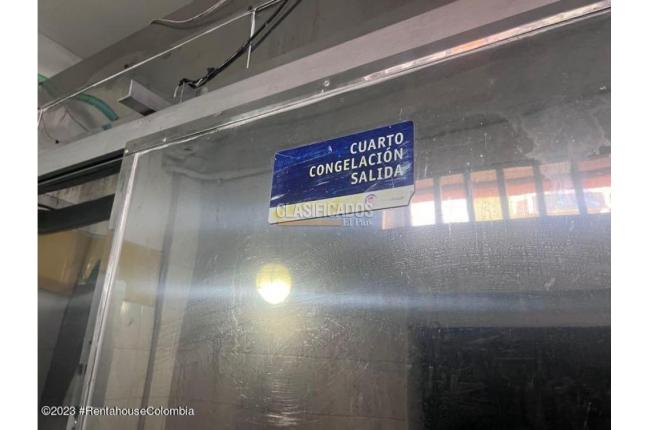 CUARTO
CONGELACIÓN
SALIDA
CLASIFICADOS
El País
©2023 #RentahouseColombia